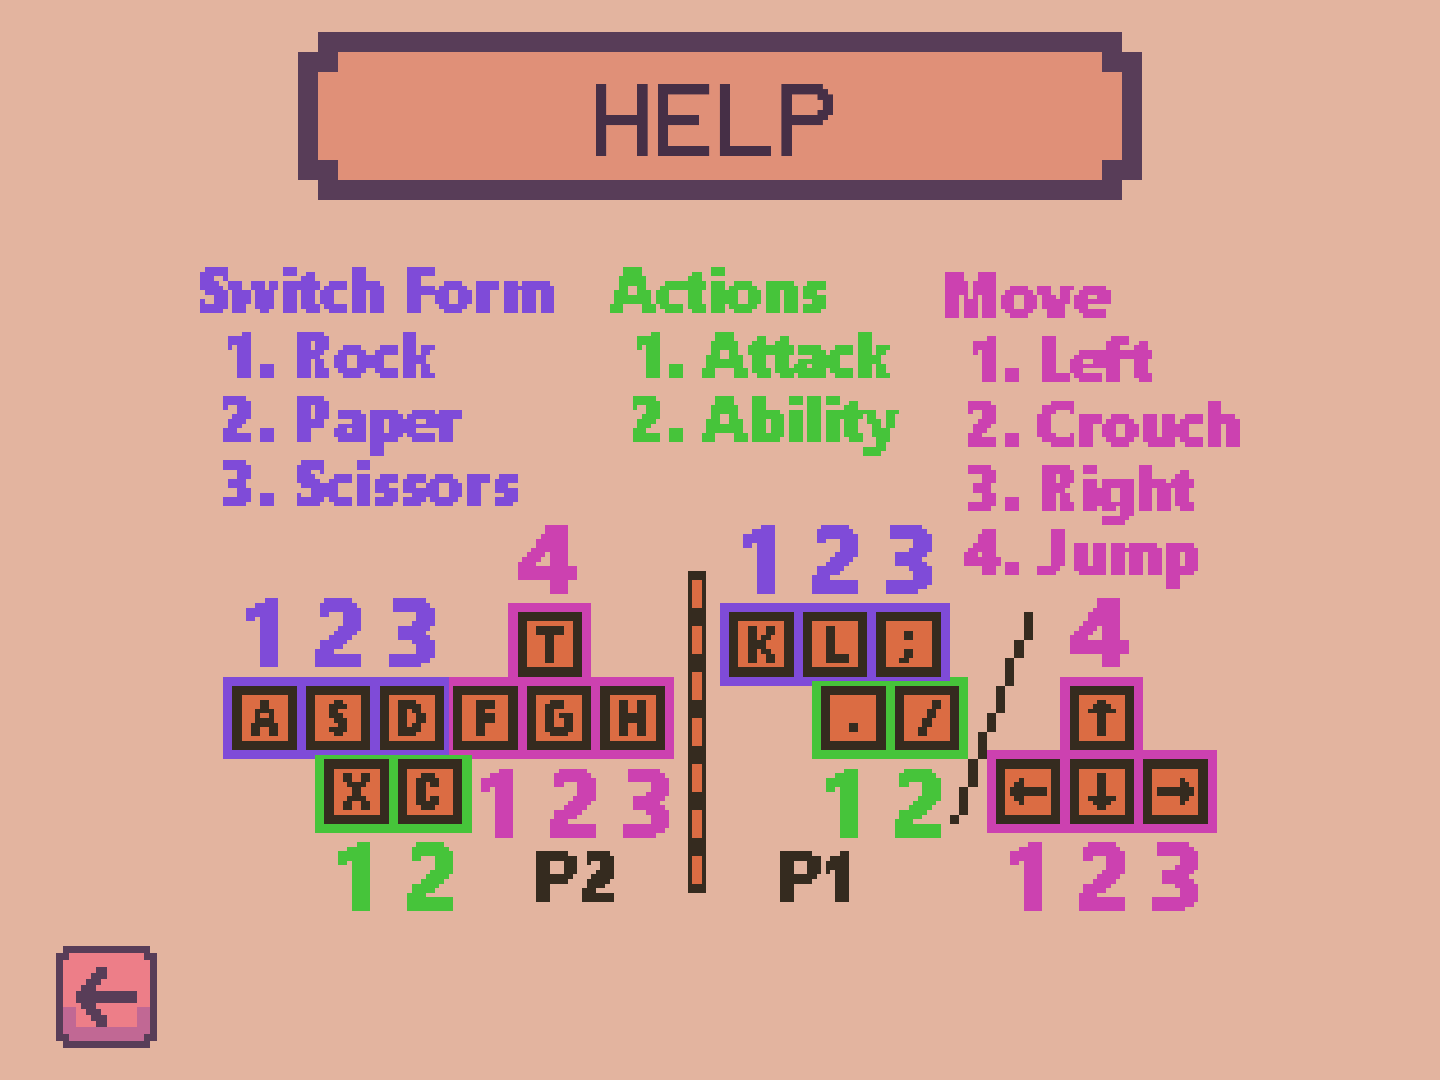 HELP
Switch Form
1. Rock
2. Paper
3. Scissors
Actions
1. Attack
2. Ability
Move
1. Left
2. Crouch
3. Right
4. Jump
4
1 2 3
T
A S D F G H
X C
1 2 3
1 2
P2
1 2 3
K L ;
. /
1 2
P1
4
↑
← ↓ →
1 2 3
←